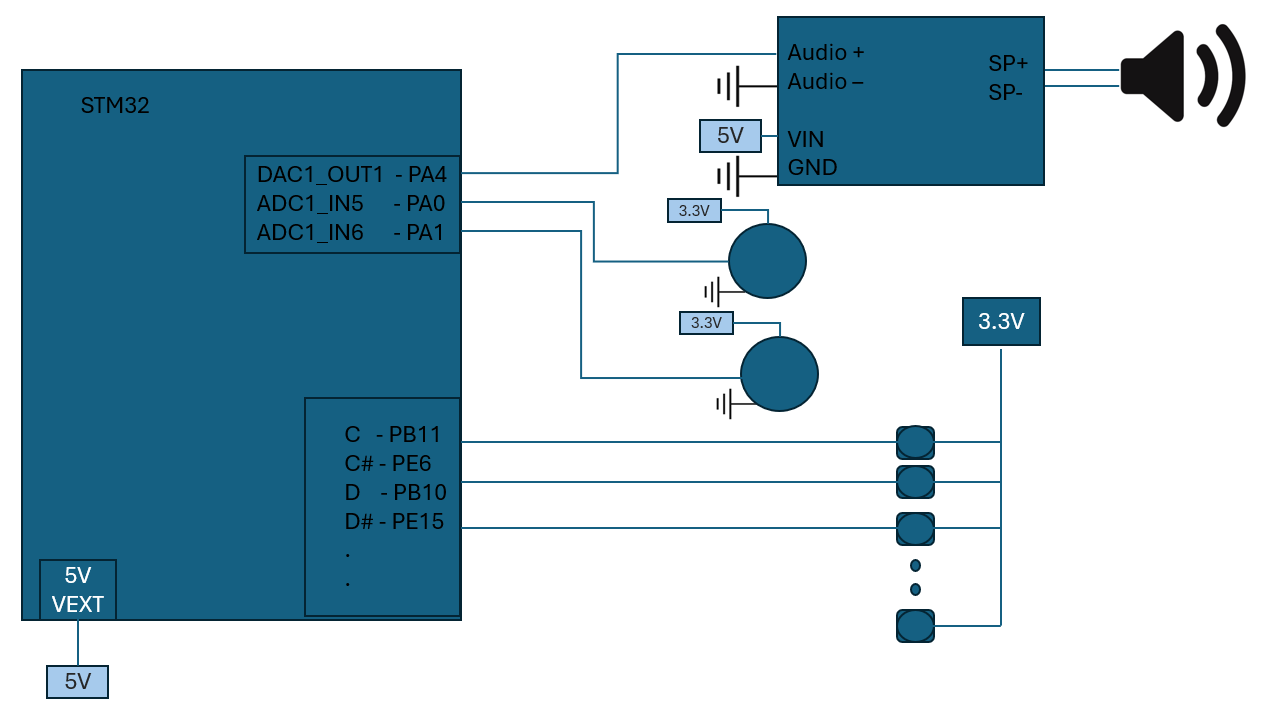 STM32
DAC1_OUT1 - PA4
ADC1_IN5 - PA0
ADC1_IN6 - PA1
C - PB11
C# - PE6
D - PB10
D# - PE15
.
.
5V
VEXT
5V
Audio +
Audio –
VIN
GND
SP+
SP-
5V
3.3V
3.3V
3.3V